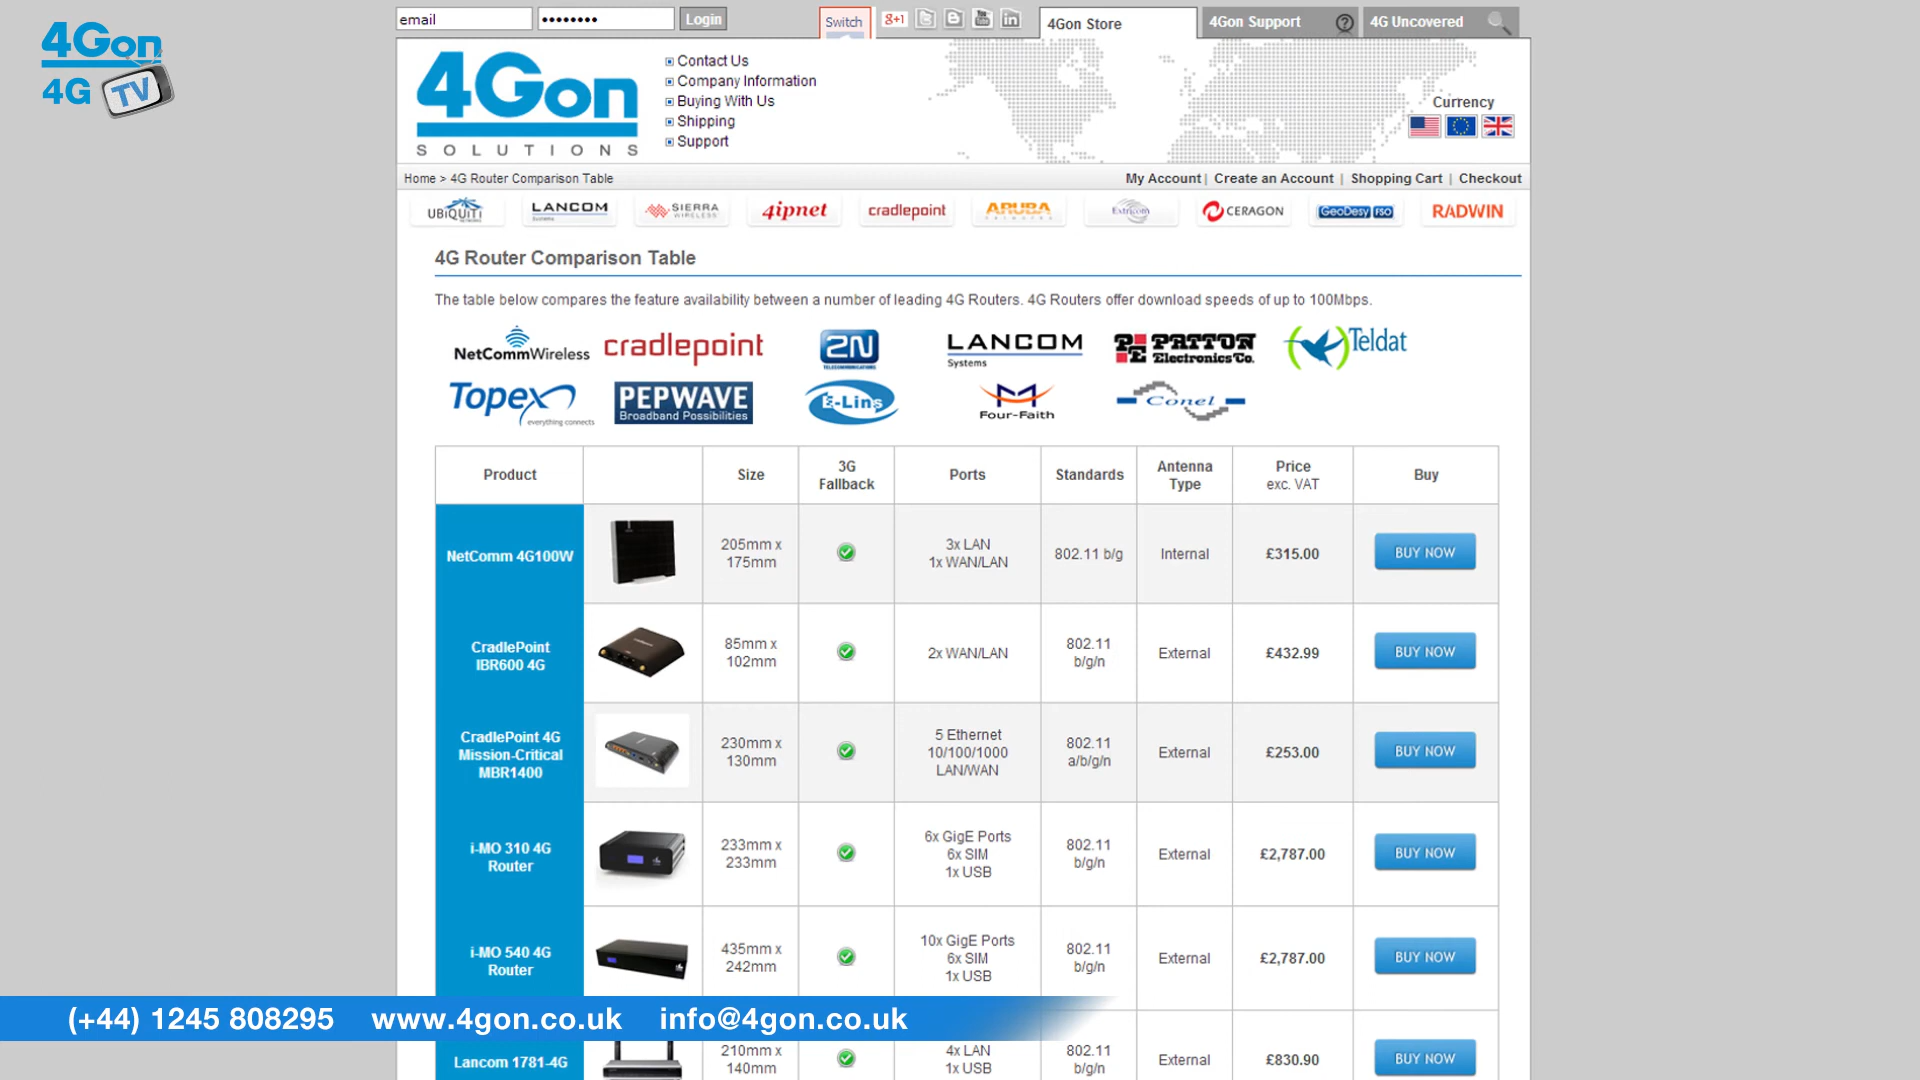 4Gon
4G TV
email
Login
Switch
g+1
4Gon Store
4Gon Support
4G Uncovered
4Gon
SOLUTIONS
Contact Us
Company Information
Buying With Us
Shipping
Support
Currency
Home > 4G Router Comparison Table
My Account | Create an Account | Shopping Cart | Checkout
UBiQUiTi
LANCOM
Systems
SIERRA
WIRELESS
4ipnet
cradlepoint
ARUBA
NETWORKS
Extricom
CERAGON
GEODESY FSO
RADWIN
4G Router Comparison Table
The table below compares the feature availability between a number of leading 4G Routers. 4G Routers offer download speeds of up to 100Mbps.
NetCommWireless
cradlepoint
2N
TELECOMMUNICATIONS
LANCOM
Systems
PE PATTON
Electronics Co.
Teldat
Topex
everything connects
PEPWAVE
Broadband Possibilities
E-Lins
Four-Faith
Conel
Product
Size
3G
Fallback
Ports
Standards
Antenna
Type
Price
exc. VAT
Buy
NetComm 4G100W
205mm x
175mm
3x LAN
1x WAN/LAN
802.11 b/g
Internal
£315.00
BUY NOW
CradlePoint
IBR600 4G
85mm x
102mm
2x WAN/LAN
802.11
b/g/n
External
£432.99
BUY NOW
CradlePoint 4G
Mission-Critical
MBR1400
230mm x
130mm
5 Ethernet
10/100/1000
LAN/WAN
802.11
a/b/g/n
External
£253.00
BUY NOW
i-MO 310 4G
Router
233mm x
233mm
6x GigE Ports
6x SIM
1x USB
802.11
b/g/n
External
£2,787.00
BUY NOW
i-MO 540 4G
Router
435mm x
242mm
10x GigE Ports
6x SIM
1x USB
802.11
b/g/n
External
£2,787.00
BUY NOW
(+44) 1245 808295 www.4gon.co.uk info@4gon.co.uk
Lancom 1781-4G
210mm x
140mm
4x LAN
1x USB
802.11
b/g/n
External
£830.90
BUY NOW